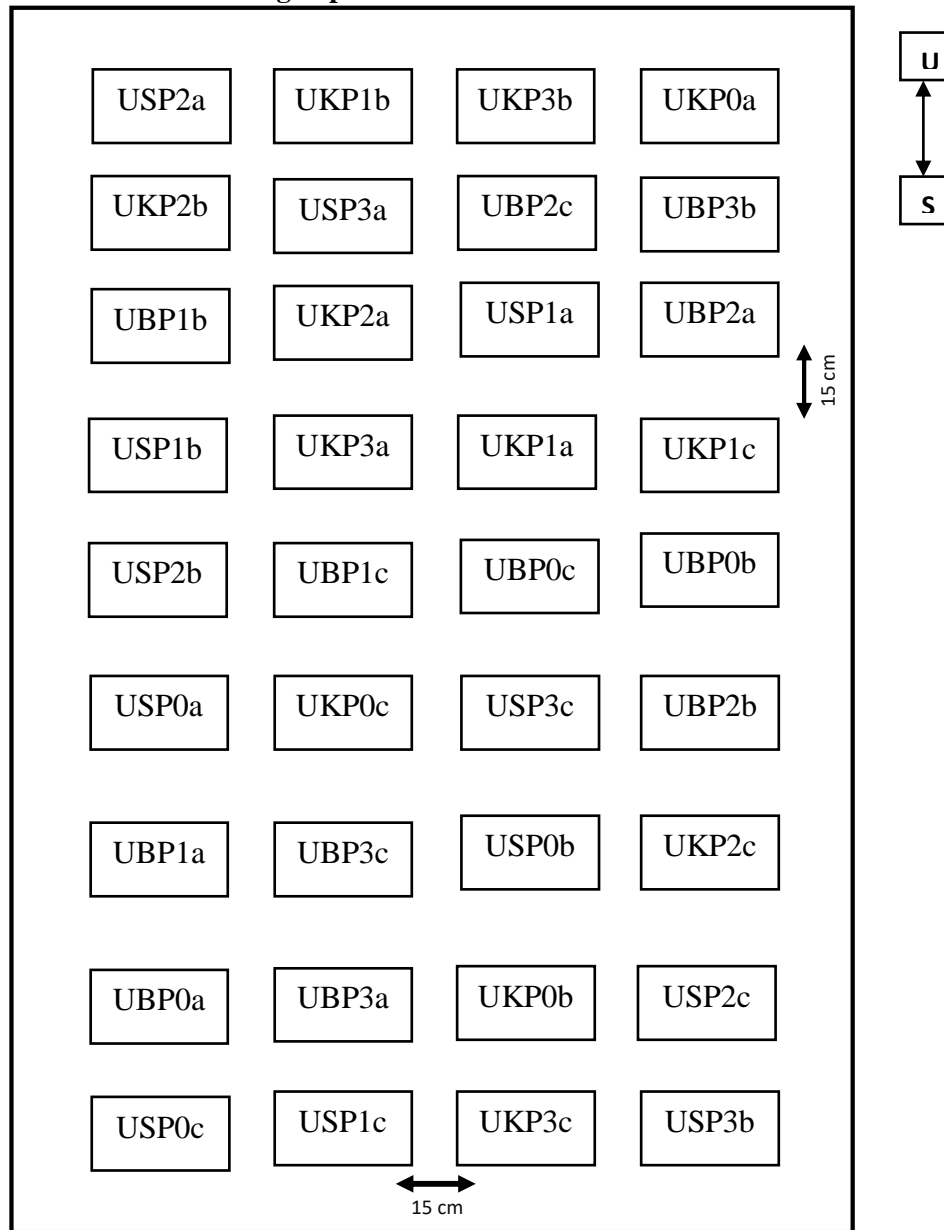 USP2a UKP1b UKP3b UKP0a
U
UKP2b USP3a UBP2c UBP3b
S
UBP1b UKP2a USP1a UBP2a
15 cm
USP1b UKP3a UKP1a UKP1c
USP2b UBP1c UBP0c UBP0b
USP0a UKP0c USP3c UBP2b
UBP1a UBP3c USP0b UKP2c
UBP0a UBP3a UKP0b USP2c
USP0c USP1c UKP3c USP3b
15 cm